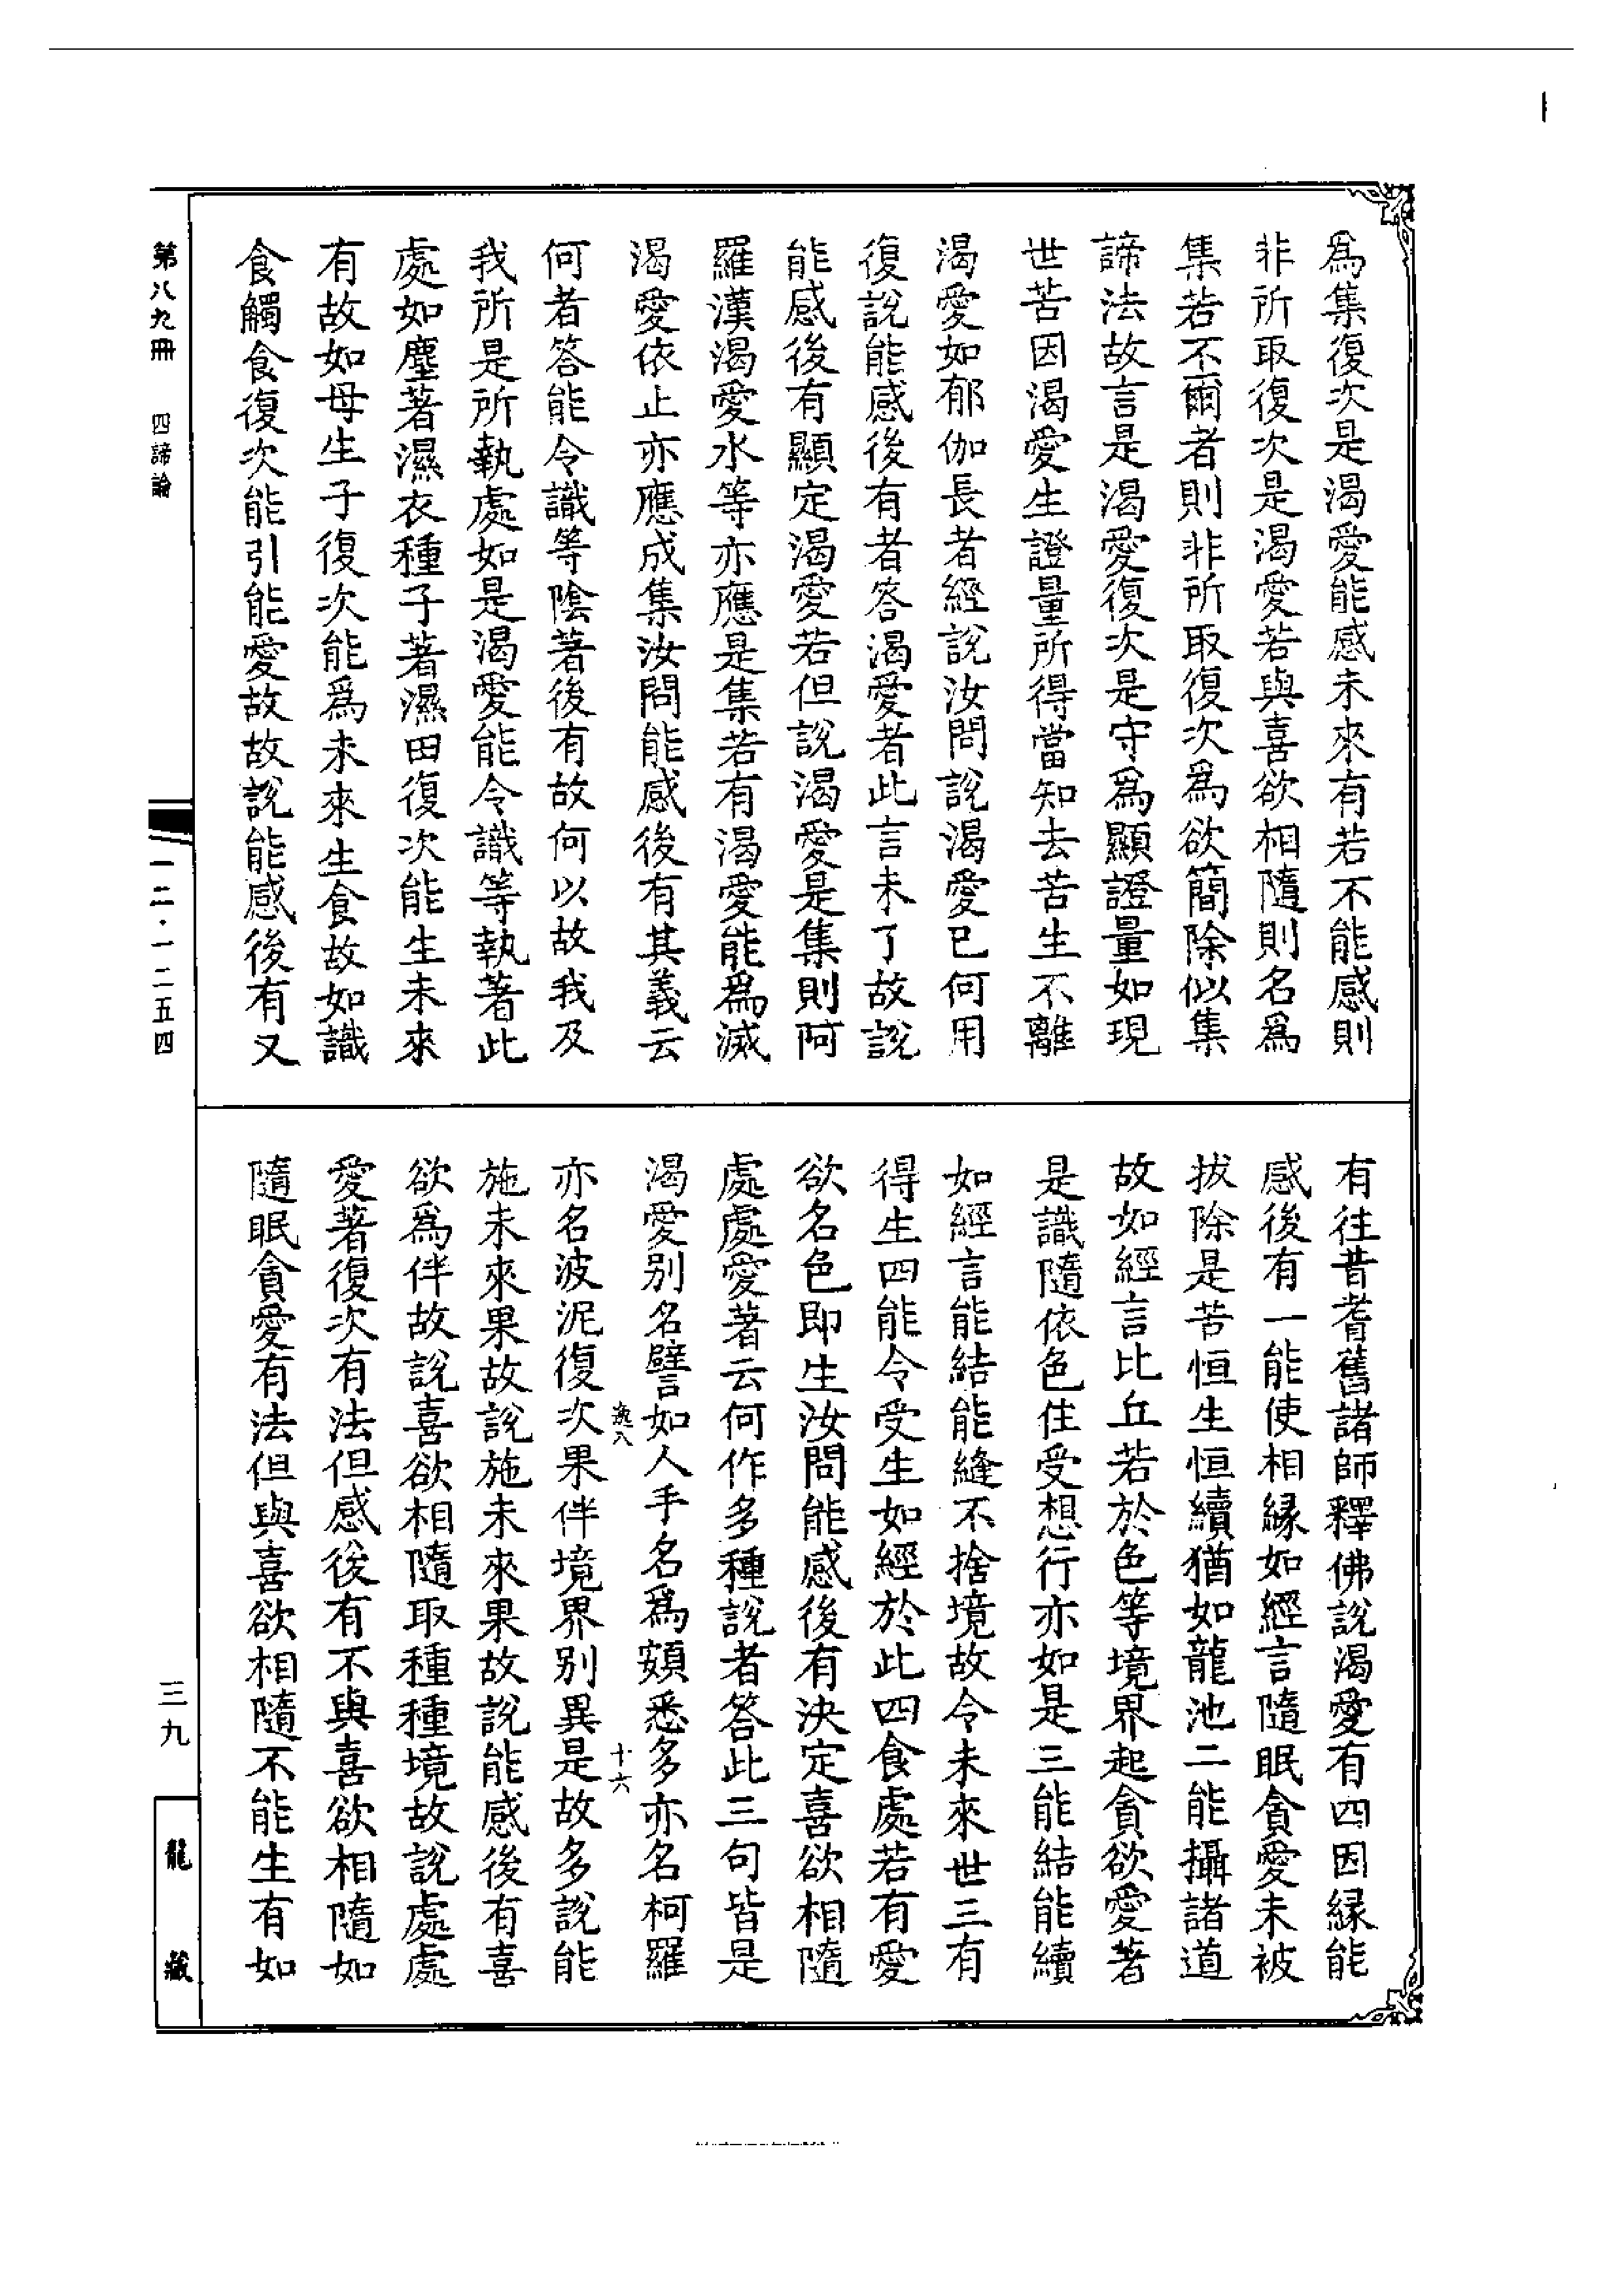 為集復次是渴愛能感未來有若不能感則
非所取復次是渴愛若與喜欲相隨則名為
集若不爾者則非所取復次為欲簡除似集
諦法故言是渴愛復次是守為顯證量如現
世苦因渴愛生證量所得當知去苦生不離
渴愛如郁伽長者經說汝問說渴愛已何用
復說能感後有者答渴愛者此言未了故說
能感後有顯定渴愛若但說渴愛是集則阿
羅漢渴愛水等亦應是集若有渴愛能為滅
渴愛依止亦應成集汝問能感後有其義云
何者答能令識等陰著後有故何以故我及
我所是所執處如是渴愛能令識等執著此
處如塵著濕衣種子著濕田復次能生未來
有故如母生子復次能為未來生食故如識
食觸食復次能引能愛故故說能感後有又
有往昔耆舊諸師釋佛說渴愛有四因緣能
感後有一能使相緣如經言隨眠貪愛未被
拔除是苦恒生恒續猶如龍池二能攝諸道
故如經言比丘若於色等境界起貪欲愛著
是識隨依色住受想行亦如是三能結能續
如經言能結能縫不捨境故令未來世三有
得生四能令受生如經於此四食處若有愛
欲名色即生汝問能感後有決定喜欲相隨
處處愛著云何作多種說者答此三句皆是
渴愛別名譬如人手名為頞悉多亦名柯羅
亦名波泥復次果伴境界別異是故多說能
施未來果故說施未來果故說能感後有喜
欲為伴故說喜欲相隨取種種境故說處處
愛著復次有法但感後有不與喜欲相隨如
隨眠貪愛有法但與喜欲相隨不能生有如
逸八
十六
第八九冊 四諦論
一二·一二五四
三九
龍藏